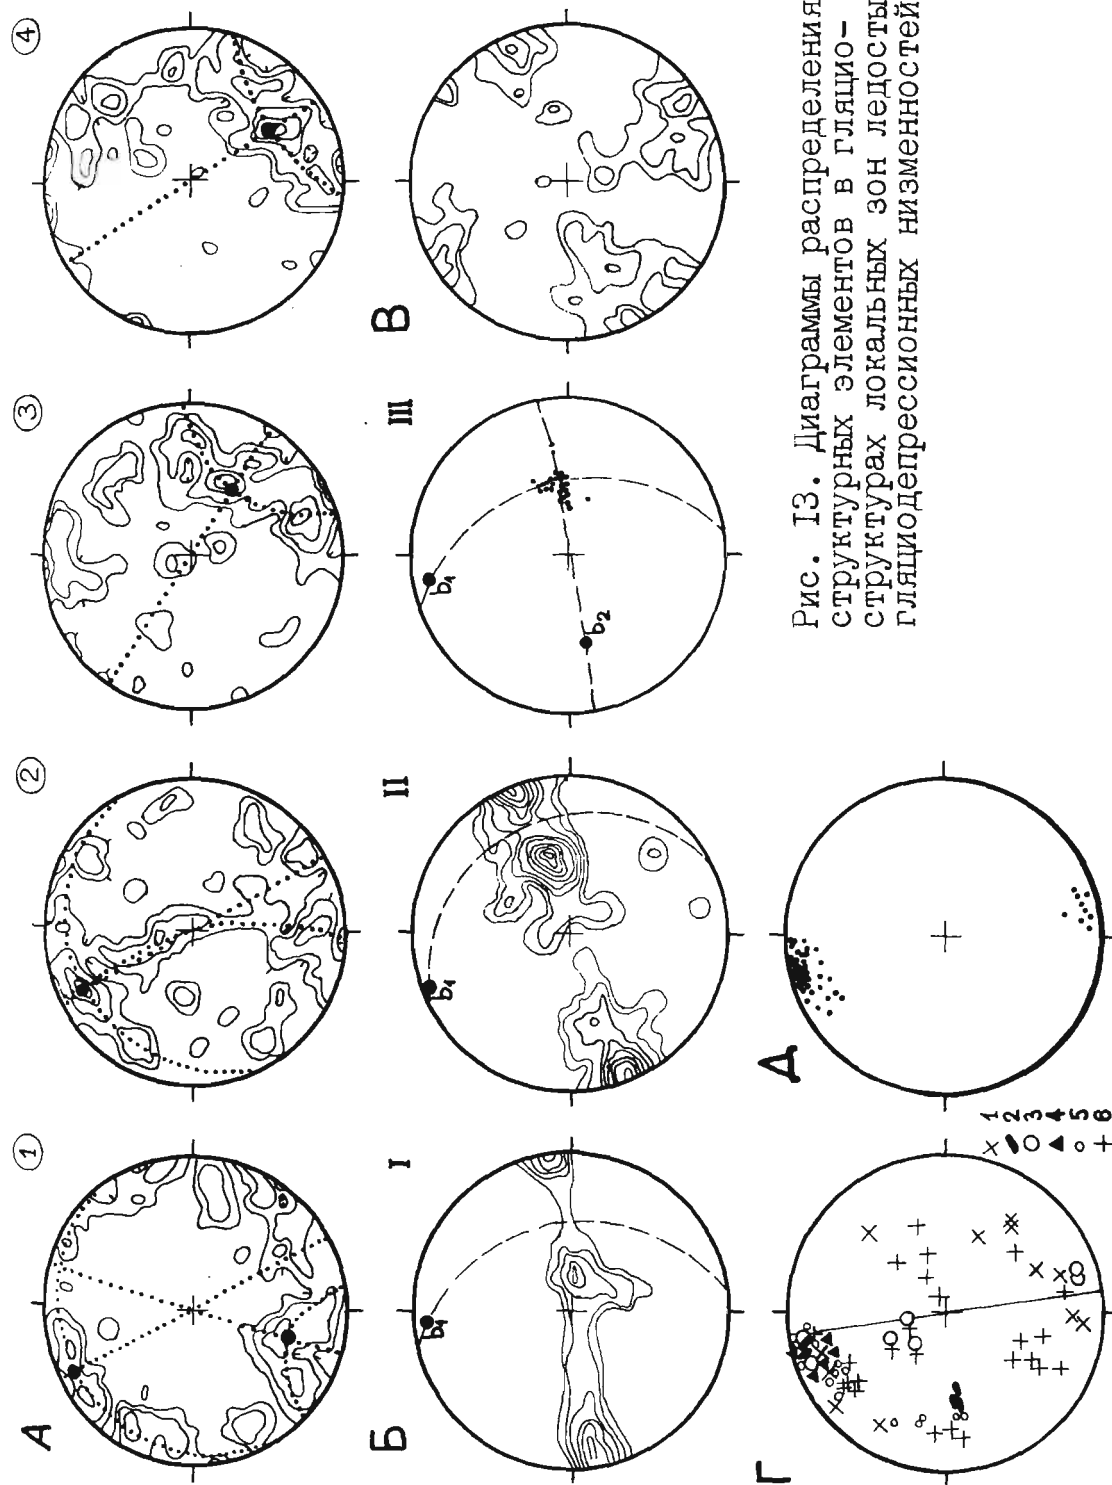 А
1
2
3
4
Б
I
b₁
II
b₁
III
b₁
b₂
В
Г
× 1
2
○ 3
▲ 4
○ 5
+ 6
Д
Рис. I3. Диаграммы распределения
структурных элементов в гляцио-
структурах локальных зон ледосты
гляциодепрессионных низменностей